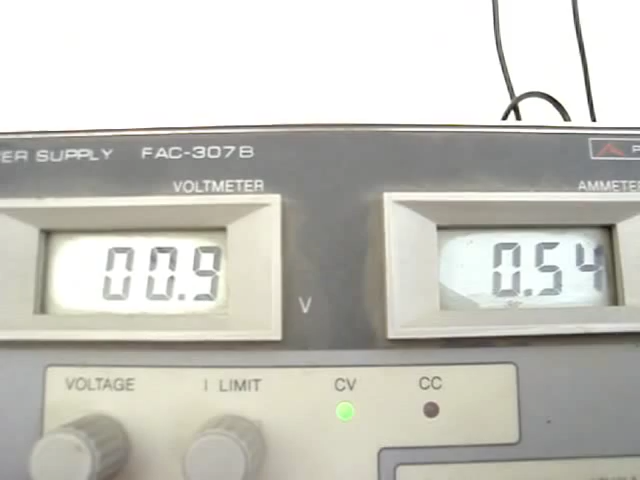 ER SUPPLY FAC-307B
VOLTMETER
AMMETER
00.9
V
0.54
VOLTAGE
I LIMIT
CV
CC